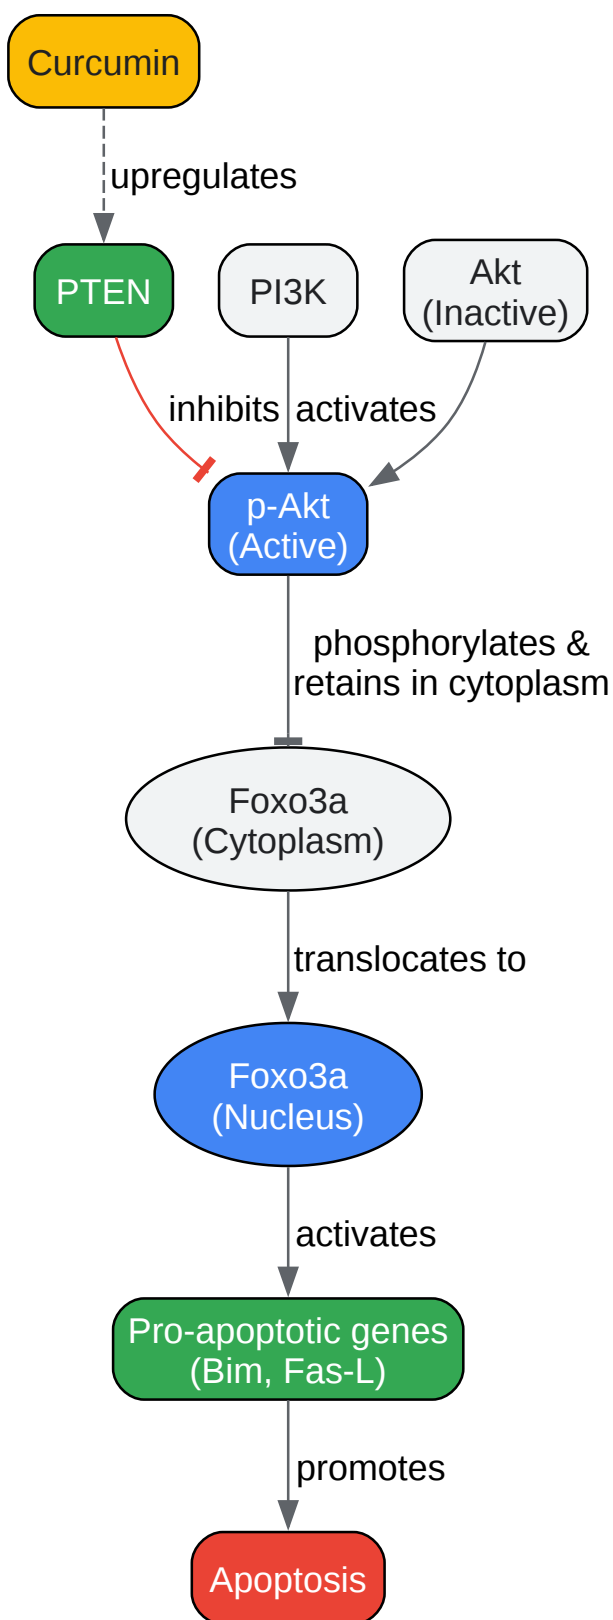 Curcumin
upregulates
PTEN
PI3K
Akt
(Inactive)
inhibits
activates
p-Akt
(Active)
phosphorylates &
retains in cytoplasm
Foxo3a
(Cytoplasm)
translocates to
Foxo3a
(Nucleus)
activates
Pro-apoptotic genes
(Bim, Fas-L)
promotes
Apoptosis